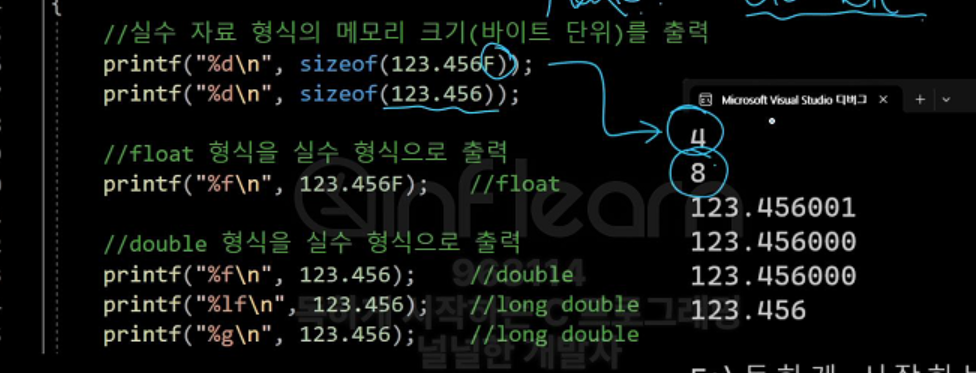 {
//실수 자료 형식의 메모리 크기(바이트 단위)를 출력
printf("%d\n", sizeof(123.456F));
printf("%d\n", sizeof(123.456));
//float 형식을 실수 형식으로 출력
printf("%f\n", 123.456F); //float
//double 형식을 실수 형식으로 출력
printf("%f\n", 123.456); //double
printf("%lf\n", 123.456); //long double
printf("%g\n", 123.456); //long double
Microsoft Visual Studio 디버그
4
8
123.456001
123.456000
123.456000
123.456
inflearn
널널한 개발자